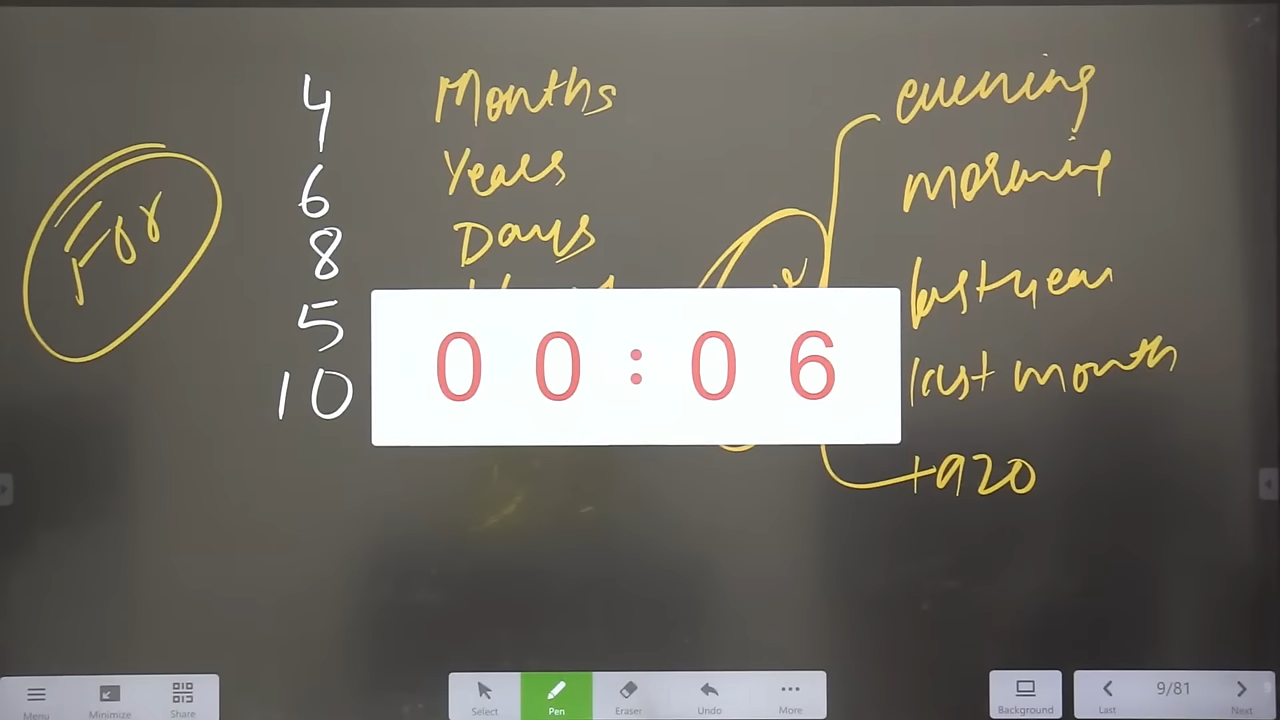 4 Months evening
6 Years morning
For
8 Days
5 last year
10 last month
1920
00:06
Menu Minimize Share Select Pen Eraser Undo More Background Last 9/81 Next